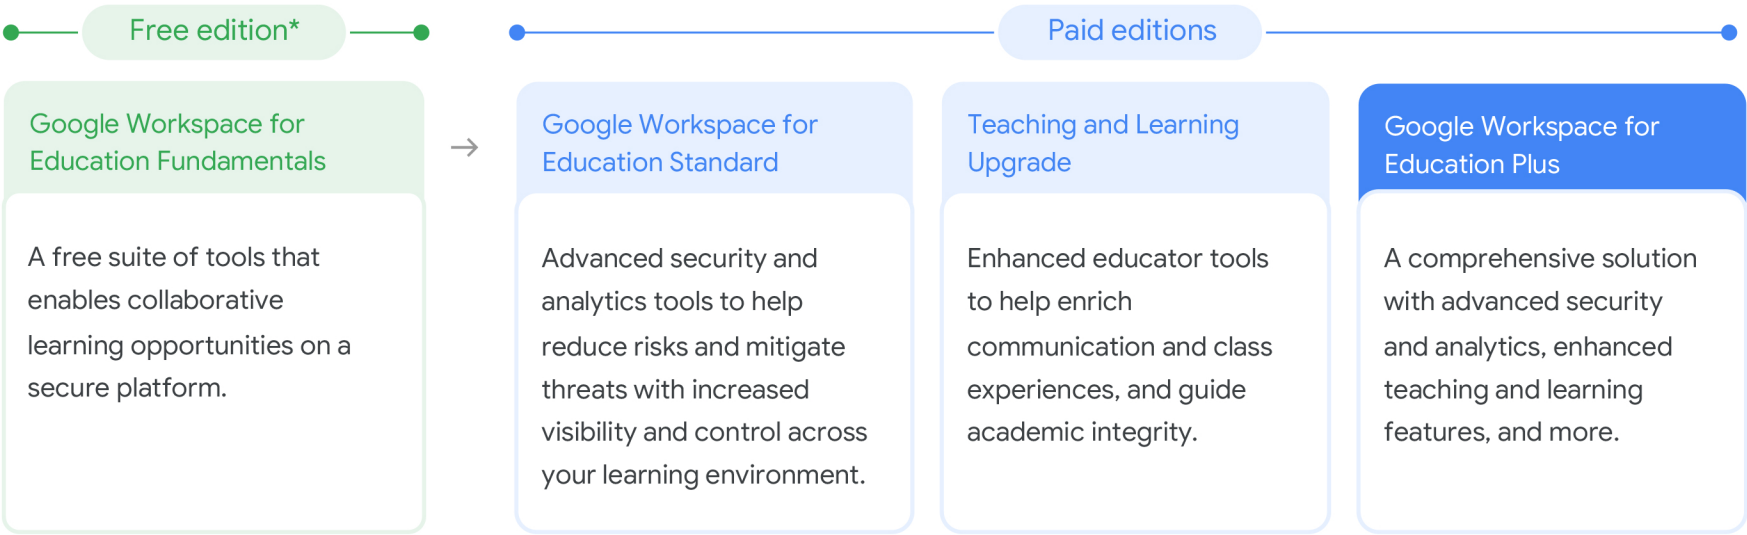 Free edition*
Paid editions
Google Workspace for
Education Fundamentals
A free suite of tools that
enables collaborative
learning opportunities on a
secure platform.
→
Google Workspace for
Education Standard
Advanced security and
analytics tools to help
reduce risks and mitigate
threats with increased
visibility and control across
your learning environment.
Teaching and Learning
Upgrade
Enhanced educator tools
to help enrich
communication and class
experiences, and guide
academic integrity.
Google Workspace for
Education Plus
A comprehensive solution
with advanced security
and analytics, enhanced
teaching and learning
features, and more.